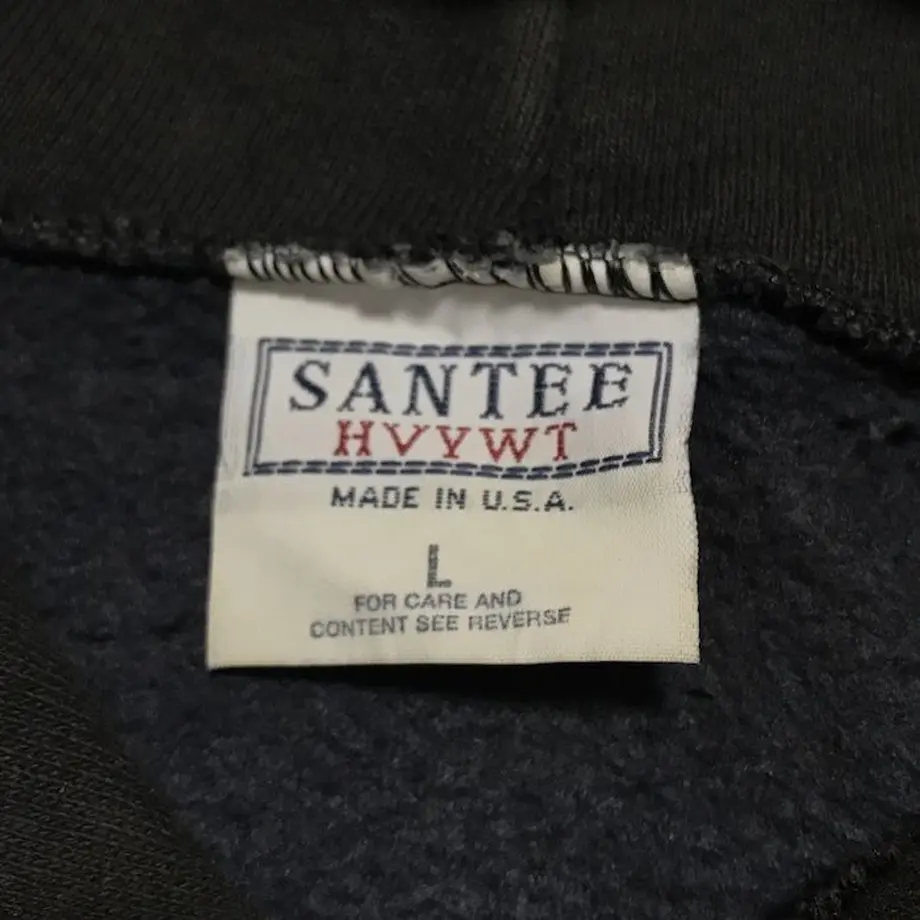 SANTEE
HVYWT
MADE IN U.S.A.
L
FOR CARE AND
CONTENT SEE REVERSE